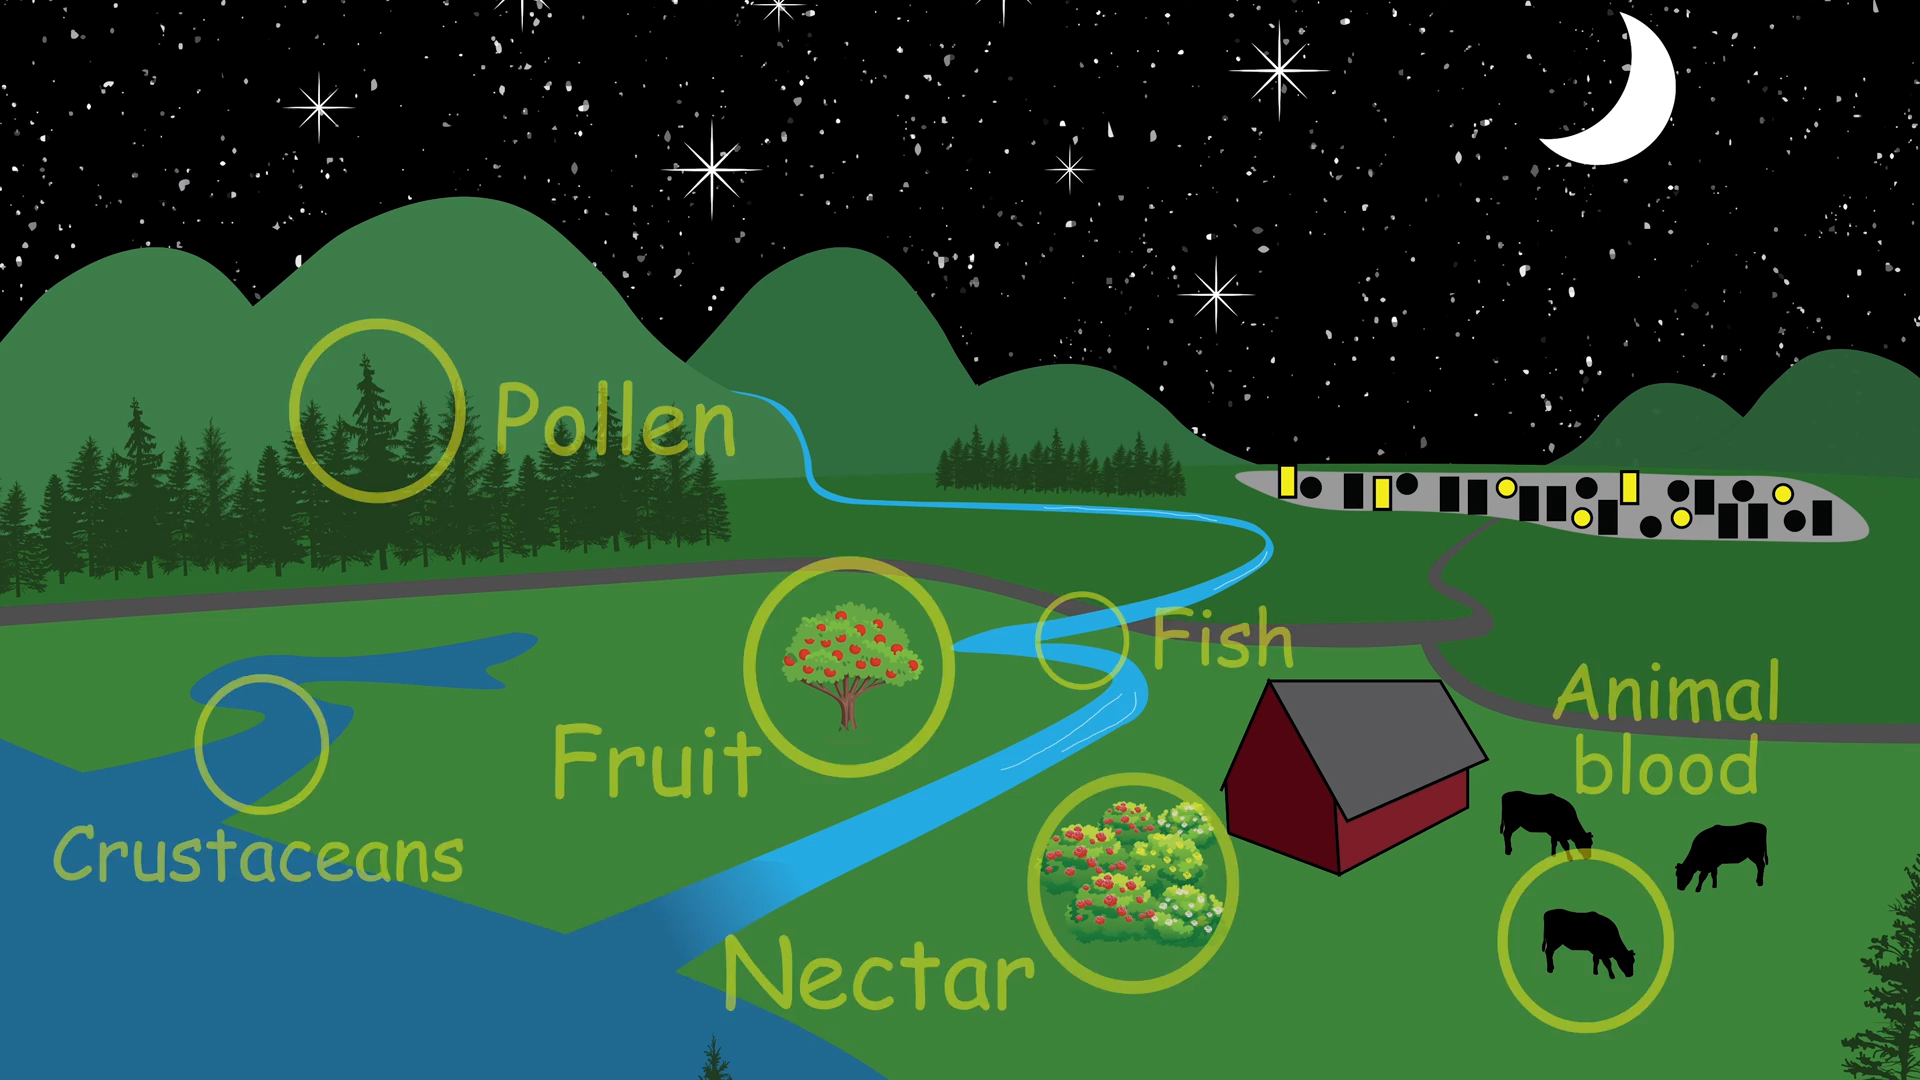 Pollen
Fish
Animal
blood
Fruit
Crustaceans
Nectar